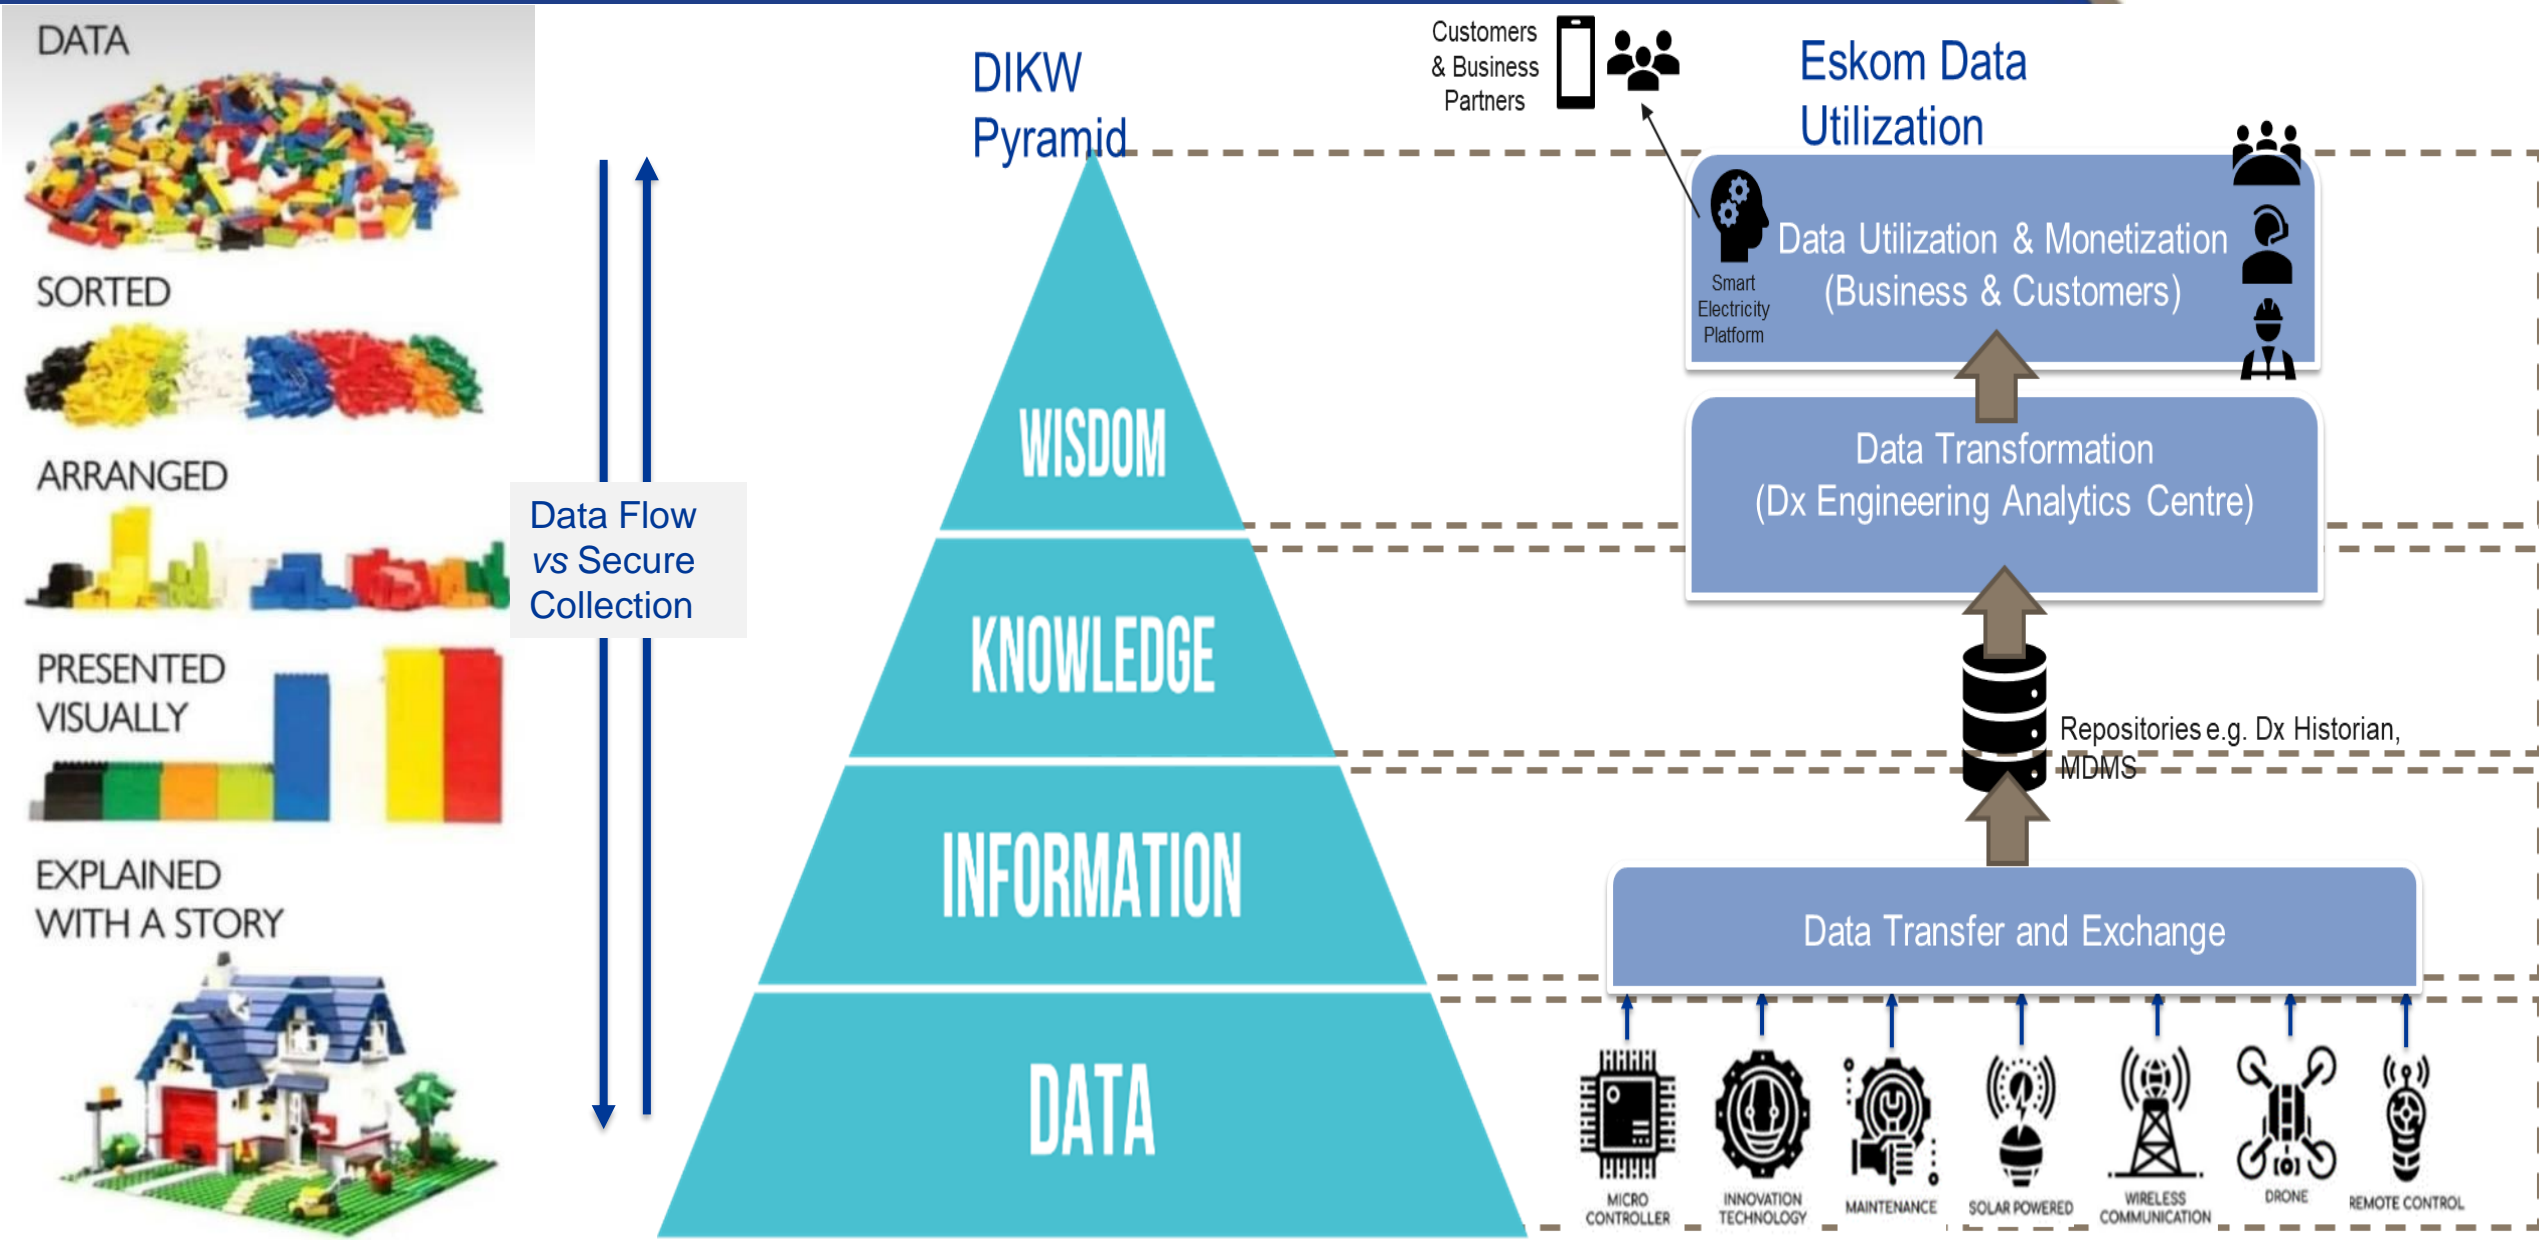 DATA
SORTED
ARRANGED
PRESENTED
VISUALLY
EXPLAINED
WITH A STORY
Data Flow
vs Secure
Collection
DIKW
Pyramid
WISDOM
KNOWLEDGE
INFORMATION
DATA
Customers
& Business
Partners
Eskom Data
Utilization
Smart
Electricity
Platform
Data Utilization & Monetization
(Business & Customers)
Data Transformation
(Dx Engineering Analytics Centre)
Repositories e.g. Dx Historian,
MDMS
Data Transfer and Exchange
MICRO
CONTROLLER
INNOVATION
TECHNOLOGY
MAINTENANCE
SOLAR POWERED
WIRELESS
COMMUNICATION
DRONE
REMOTE CONTROL